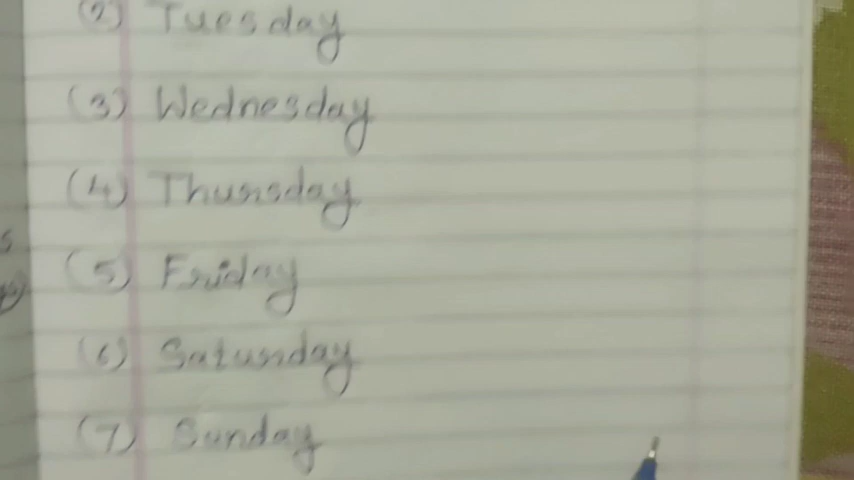 (2) Tuesday
(3) Wednesday
(4) Thursday
(5) Friday
(6) Saturday
(7) Sunday